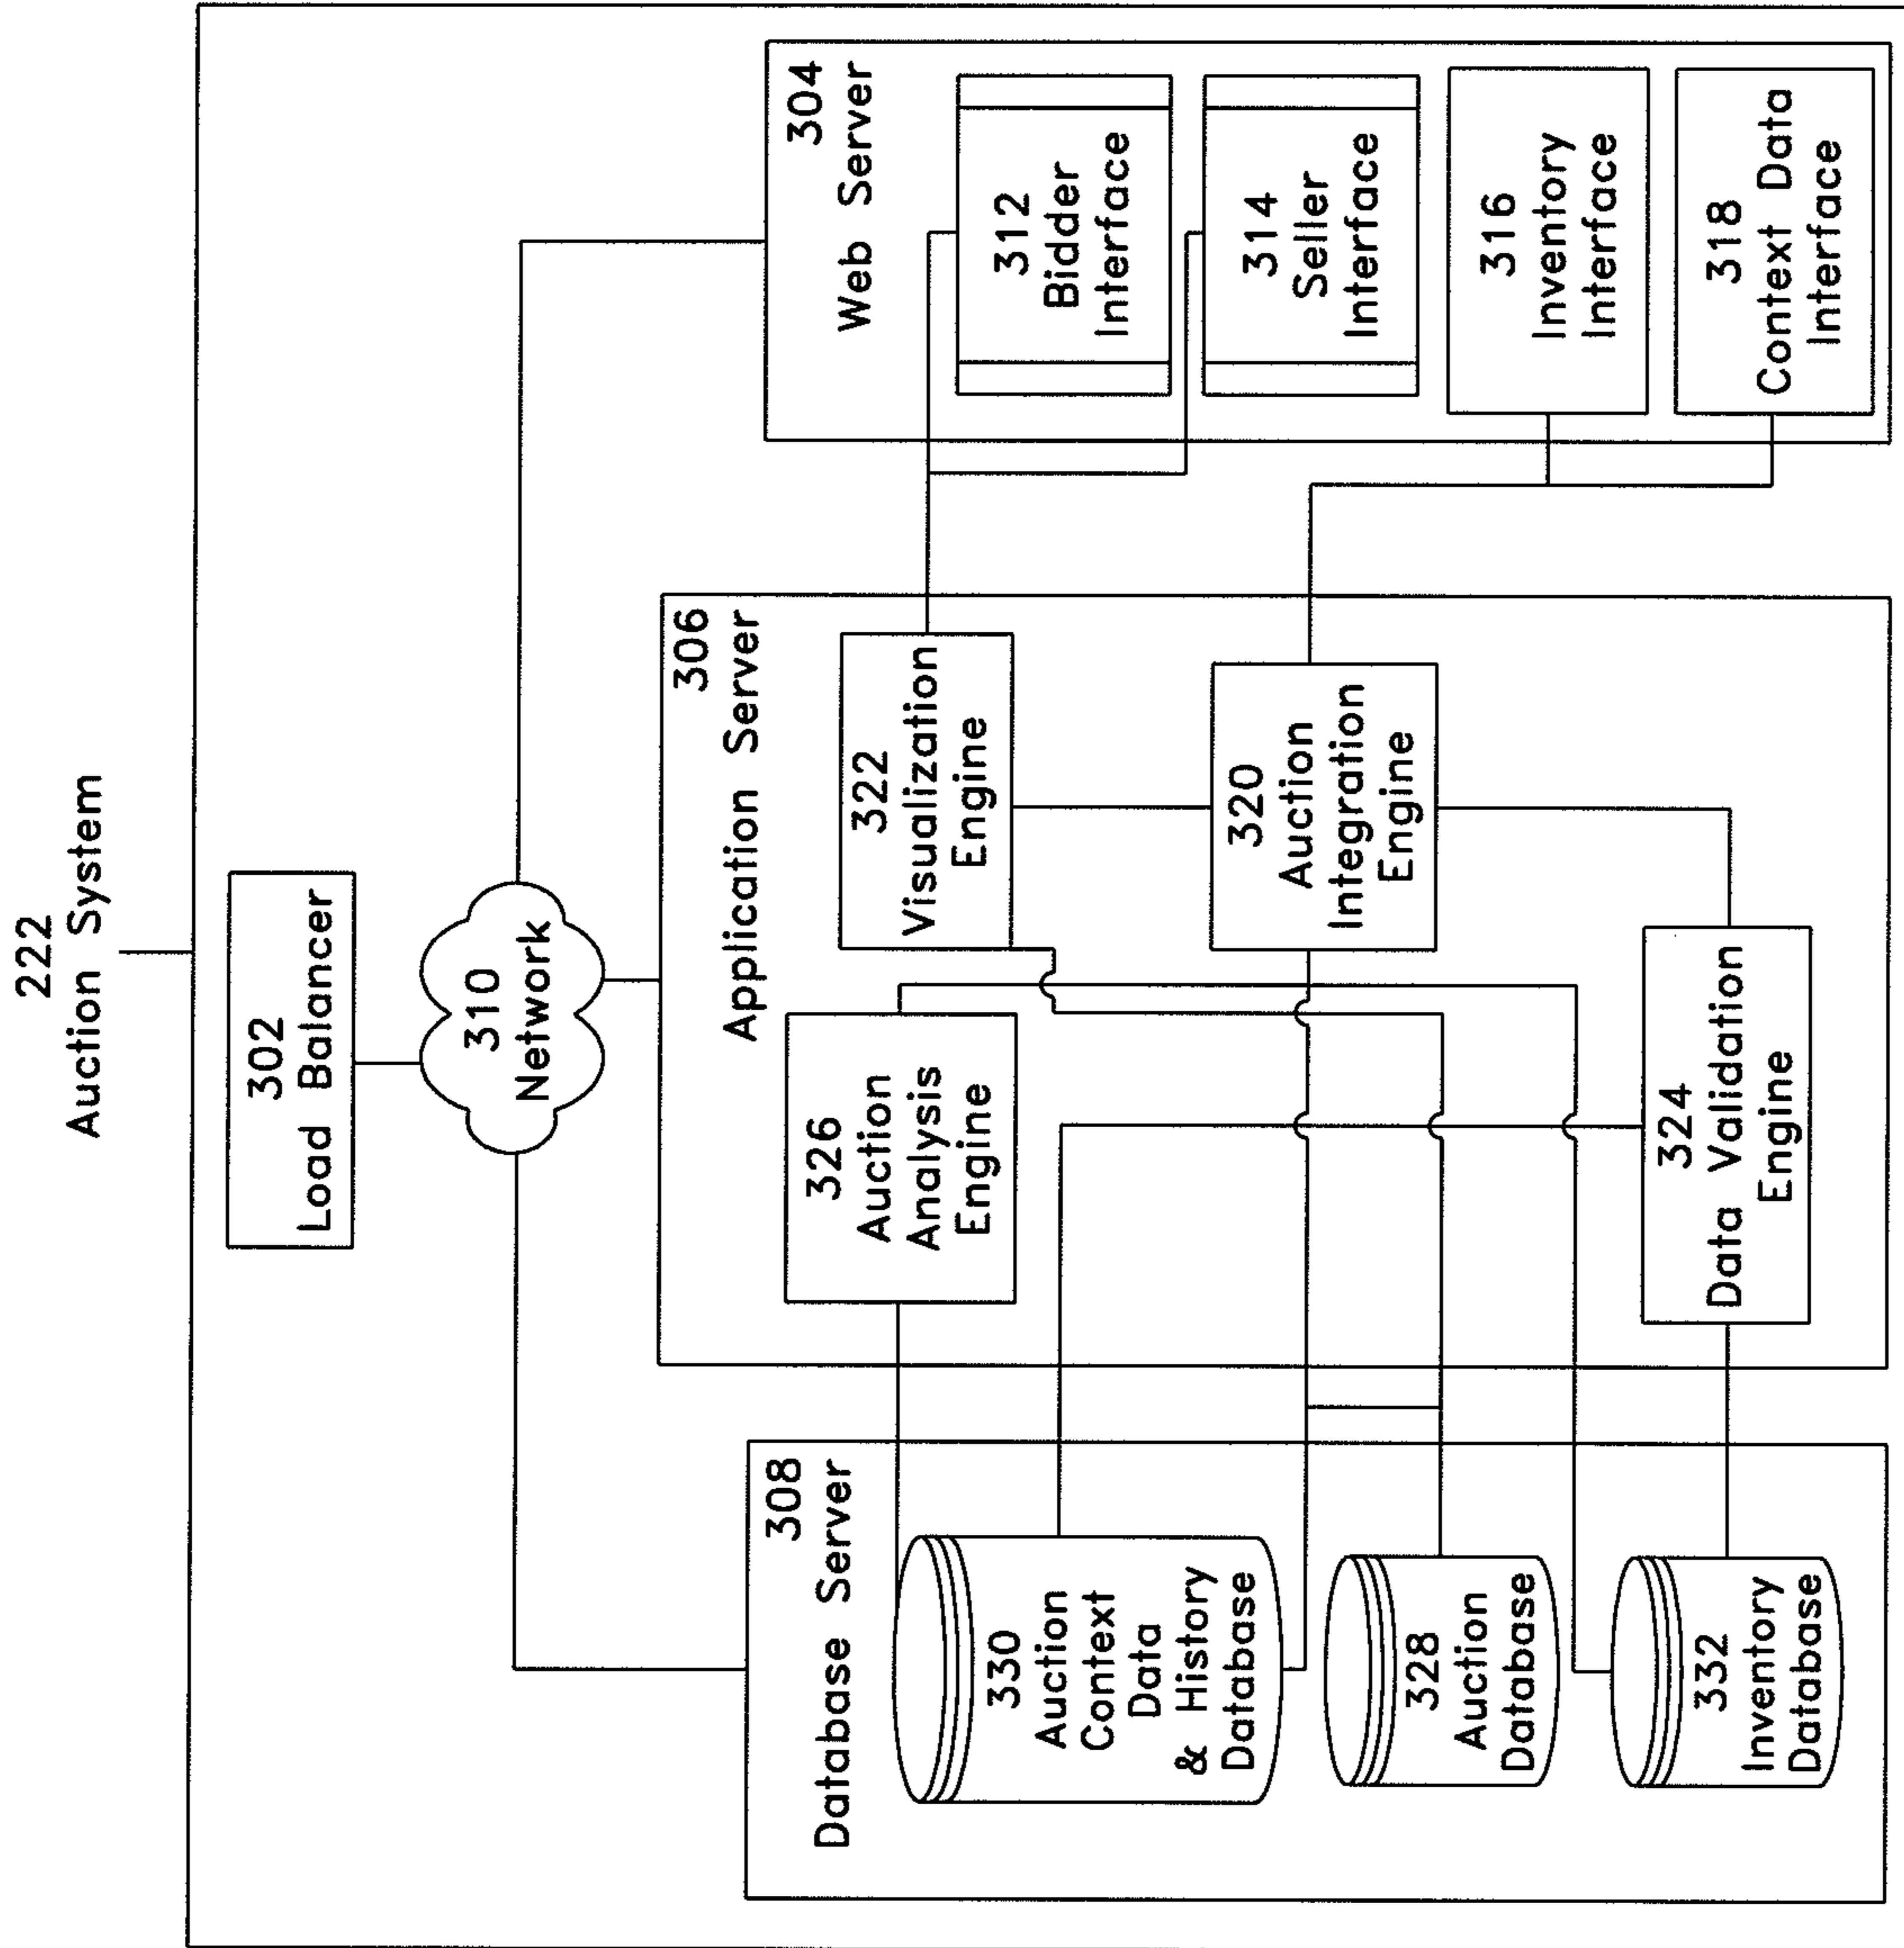 222
Auction System
302
Load Balancer
310
Network
308
Database Server
330
Auction
Context
Data
& History
Database
328
Auction
Database
332
Inventory
Database
306
Application Server
326
Auction
Analysis
Engine
322
Visualization
Engine
320
Auction
Integration
Engine
324
Data Validation
Engine
304
Web Server
312
Bidder
Interface
314
Seller
Interface
316
Inventory
Interface
318
Context Data
Interface